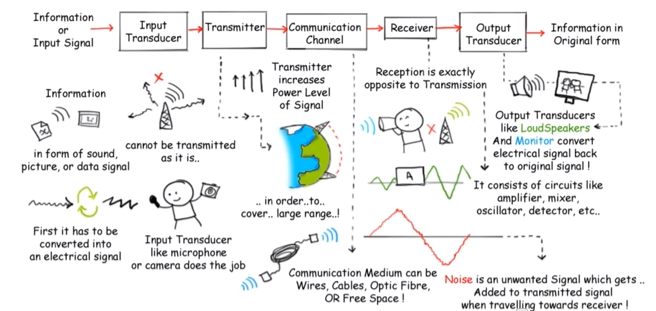 Information
or
Input Signal
Input
Transducer
Transmitter
Communication
Channel
Receiver
Output
Transducer
Information in
Original form
Information
in form of sound,
picture, or data signal
cannot be transmitted
as it is..
Transmitter
increases
Power Level
of Signal
.. in order..to..
cover.. large range..!
Reception is exactly
opposite to Transmission
A
It consists of circuits like
amplifier, mixer,
oscillator, detector, etc..
Output Transducers
like LoudSpeakers
And Monitor convert
electrical signal back
to original signal !
First it has to be
converted into
an electrical signal
Input Transducer
like microphone
or camera does the job
Communication Medium can be
Wires, Cables, Optic Fibre,
OR Free Space !
Noise is an unwanted Signal which gets ..
Added to transmitted signal
when travelling towards receiver !